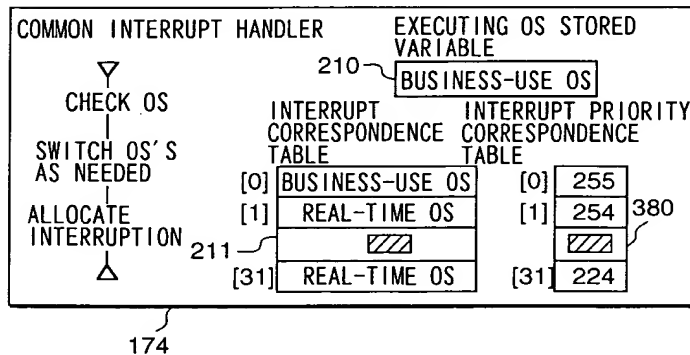 COMMON INTERRUPT HANDLER
EXECUTING OS STORED
VARIABLE
210
BUSINESS-USE OS
CHECK OS
SWITCH OS'S
AS NEEDED
ALLOCATE
INTERRUPTION
INTERRUPT
CORRESPONDENCE
TABLE
[0] BUSINESS-USE OS
[1] REAL-TIME OS
211
[31] REAL-TIME OS
INTERRUPT PRIORITY
CORRESPONDENCE
TABLE
[0] 255
[1] 254
380
[31] 224
174